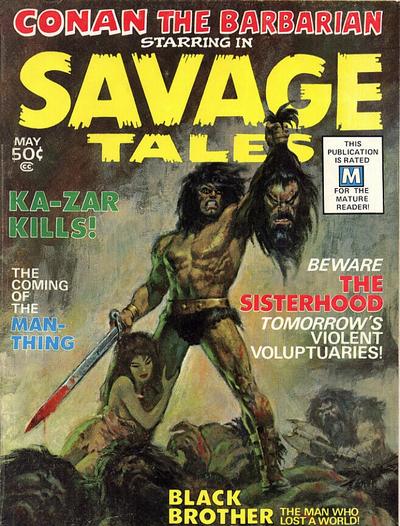 CONAN THE BARBARIAN
STARRING IN
SAVAGE
TALES
MAY
50¢
CC
THIS
PUBLICATION
IS RATED
M
FOR THE
MATURE
READER!
KA-ZAR
KILLS!
THE
COMING
OF
THE
MAN-
THING
BEWARE
THE
SISTERHOOD
TOMORROW'S
VIOLENT
VOLUPTUARIES!
BLACK
BROTHER
THE MAN WHO
LOST A WORLD!